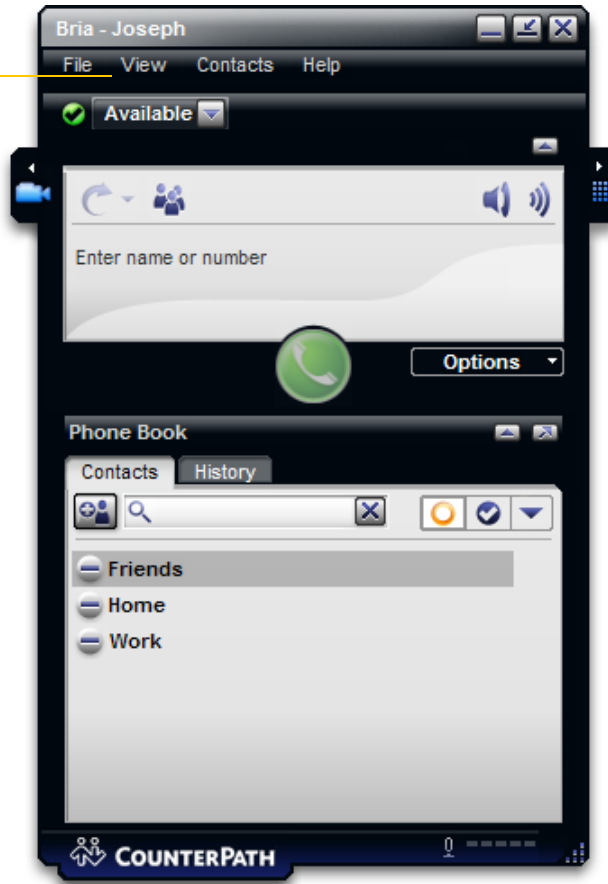 Bria - Joseph
File View Contacts Help
Available
Enter name or number
Options
Phone Book
Contacts History
Friends
Home
Work
COUNTERPATH